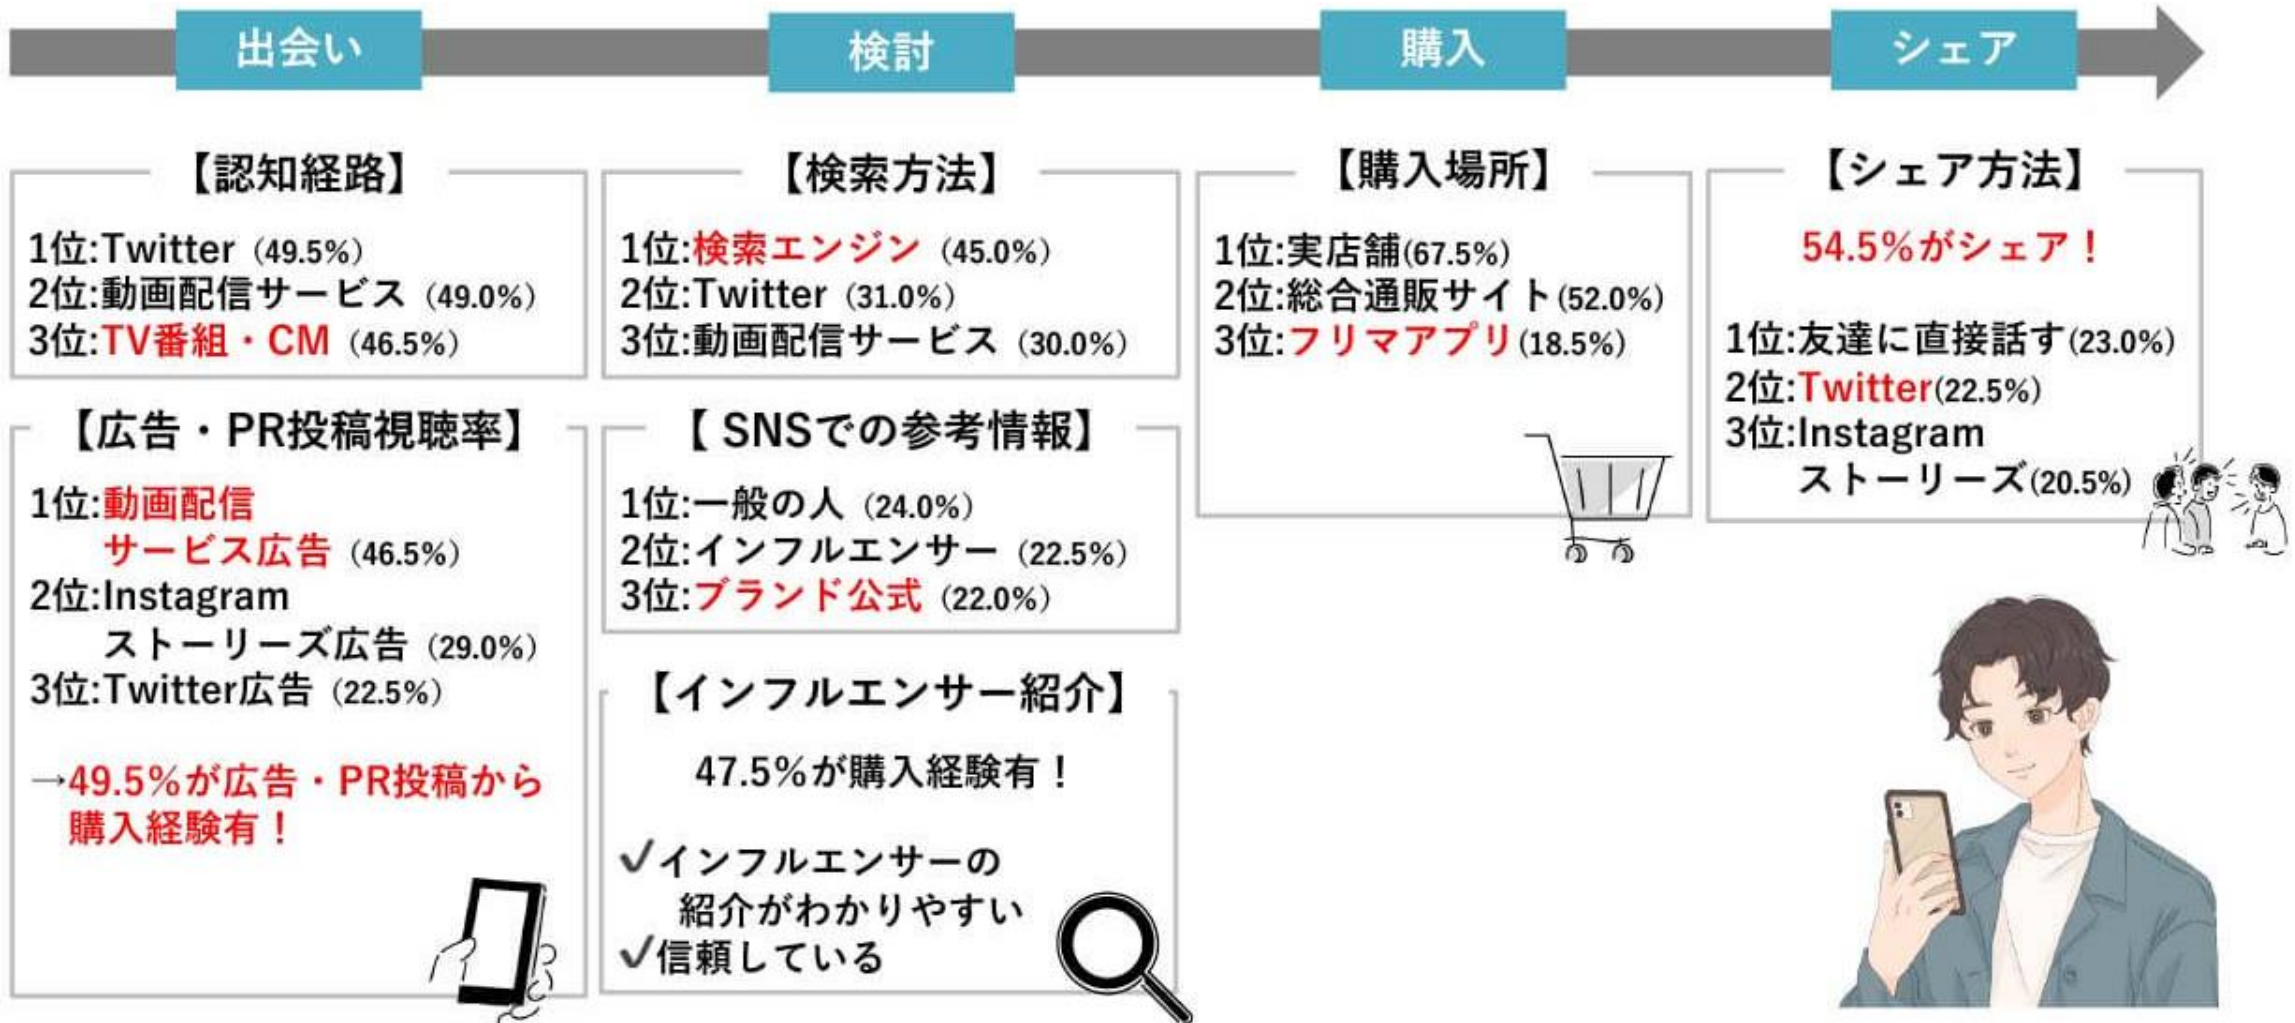 出会い
検討
購入
シェア
【認知経路】
1位:Twitter（49.5%）
2位:動画配信サービス（49.0%）
3位:TV番組・CM（46.5%）
【広告・PR投稿視聴率】
1位:動画配信
サービス広告（46.5%）
2位:Instagram
ストーリーズ広告（29.0%）
3位:Twitter広告（22.5%）
→49.5%が広告・PR投稿から
購入経験有！
【検索方法】
1位:検索エンジン（45.0%）
2位:Twitter（31.0%）
3位:動画配信サービス（30.0%）
【 SNSでの参考情報】
1位:一般の人（24.0%）
2位:インフルエンサー（22.5%）
3位:ブランド公式（22.0%）
【インフルエンサー紹介】
47.5%が購入経験有！
✓インフルエンサーの
紹介がわかりやすい
✓信頼している
【購入場所】
1位:実店舗(67.5%)
2位:総合通販サイト(52.0%)
3位:フリマアプリ(18.5%)
【シェア方法】
54.5%がシェア！
1位:友達に直接話す(23.0%)
2位:Twitter(22.5%)
3位:Instagram
ストーリーズ(20.5%)